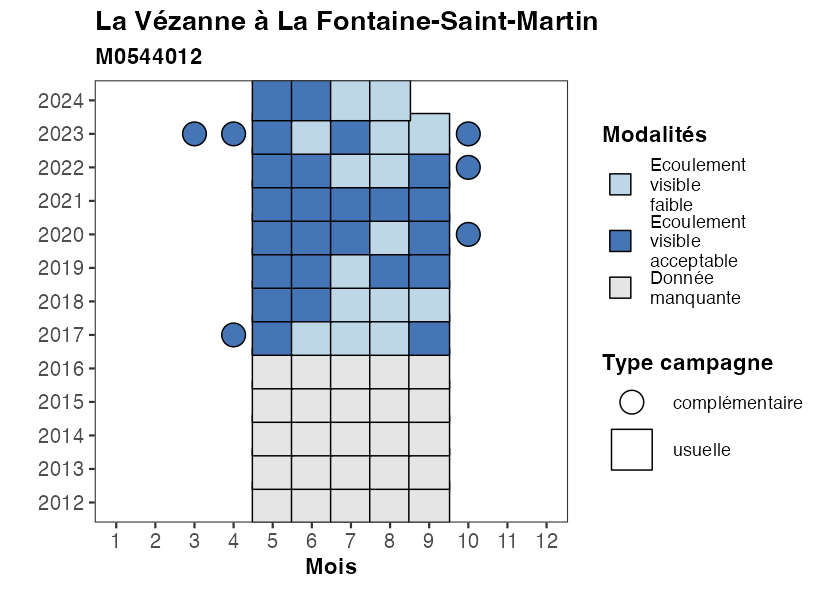 La Vézanne à La Fontaine-Saint-Martin
M0544012
2024
2023
2022
2021
2020
2019
2018
2017
2016
2015
2014
2013
2012
1 2 3 4 5 6 7 8 9 10 11 12
Mois
Modalités
Ecoulement
visible
faible
Ecoulement
visible
acceptable
Donnée
manquante
Type campagne
complémentaire
usuelle